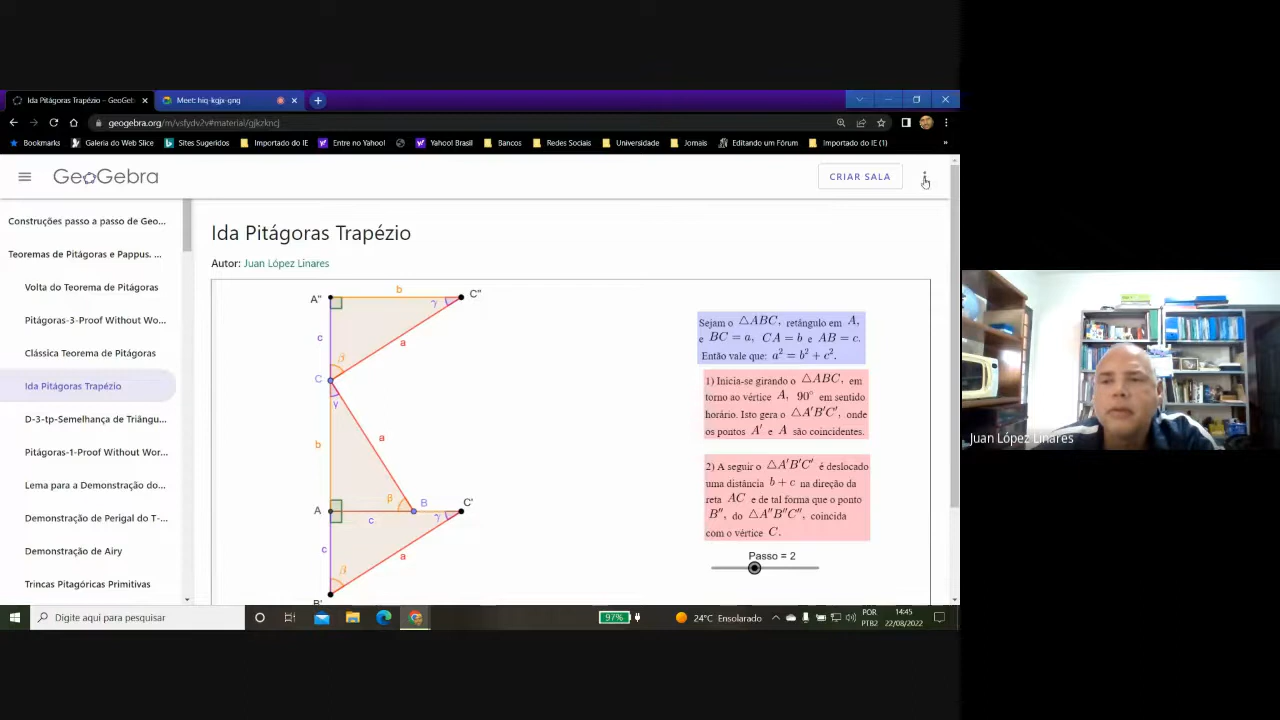 Ida Pitágoras Trapézio – GeoGeb
Meet: hiq-kqjx-gng
geogebra.org/m/vsfydv2v#material/gjkzkncj
Bookmarks Galeria do Web Slice Sites Sugeridos Importado do IE Entre no Yahoo! Yahoo! Brasil Bancos Redes Sociais Universidade Jornais Editando um Fórum Importado do IE (1) »
GeoGebra
CRIAR SALA
Construções passo a passo de Geo...
Teoremas de Pitágoras e Pappus. ...
Volta do Teorema de Pitágoras
Pitágoras-3-Proof Without Wo...
Clássica Teorema de Pitágoras
Ida Pitágoras Trapézio
D-3-tp-Semelhança de Triângu...
Pitágoras-1-Proof Without Wor...
Lema para a Demonstração do...
Demonstração de Perigal do T-...
Demonstração de Airy
Trincas Pitagóricas Primitivas
Ida Pitágoras Trapézio
Autor: Juan López Linares
A'' b γ C''
c a
β
C
γ
b a
β B C'
A c γ
c a
β
B'
Sejam o △ABC, retângulo em A,
e BC = a, CA = b e AB = c.
Então vale que: a² = b² + c².
1) Inicia-se girando o △ABC, em
torno ao vértice A, 90° em sentido
horário. Isto gera o △A'B'C', onde
os pontos A' e A são coincidentes.
2) A seguir o △A'B'C' é deslocado
uma distância b + c na direção da
reta AC e de tal forma que o ponto
B'', do △A''B''C'', coincida
com o vértice C.
Passo = 2
Juan López Linares
Digite aqui para pesquisar
97%
24°C Ensolarado
POR
PTB2
14:45
22/08/2022